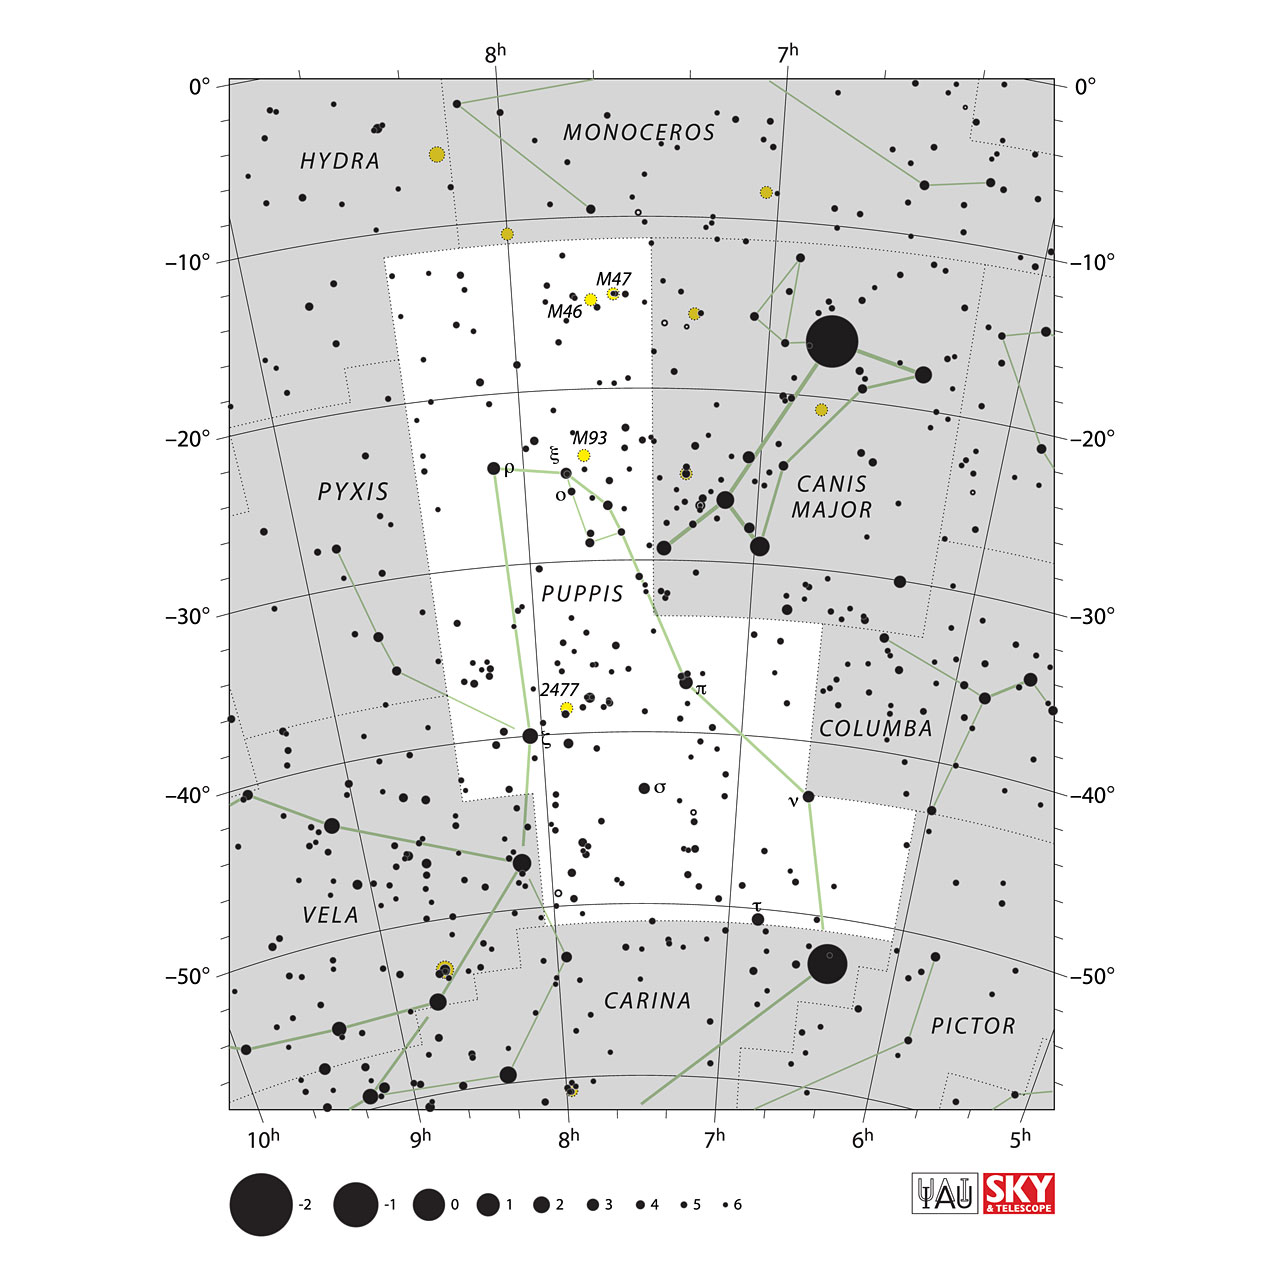 8h 7h
0° 0°
MONOCEROS
HYDRA
–10° –10°
M47
M46
–20° –20°
M93
ξ
ρ
ο
PYXIS
CANIS
MAJOR
PUPPIS
–30° –30°
2477
π
COLUMBA
ζ
σ
–40° –40°
ν
τ
VELA
–50° –50°
CARINA
PICTOR
10h 9h 8h 7h 6h 5h
-2 -1 0 1 2 3 4 5 6
IAU
SKY
& TELESCOPE